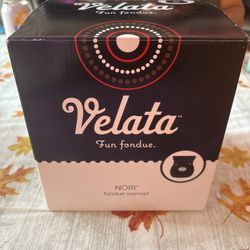 Velata™
Fun fondue.
NOIR
fondue warmer